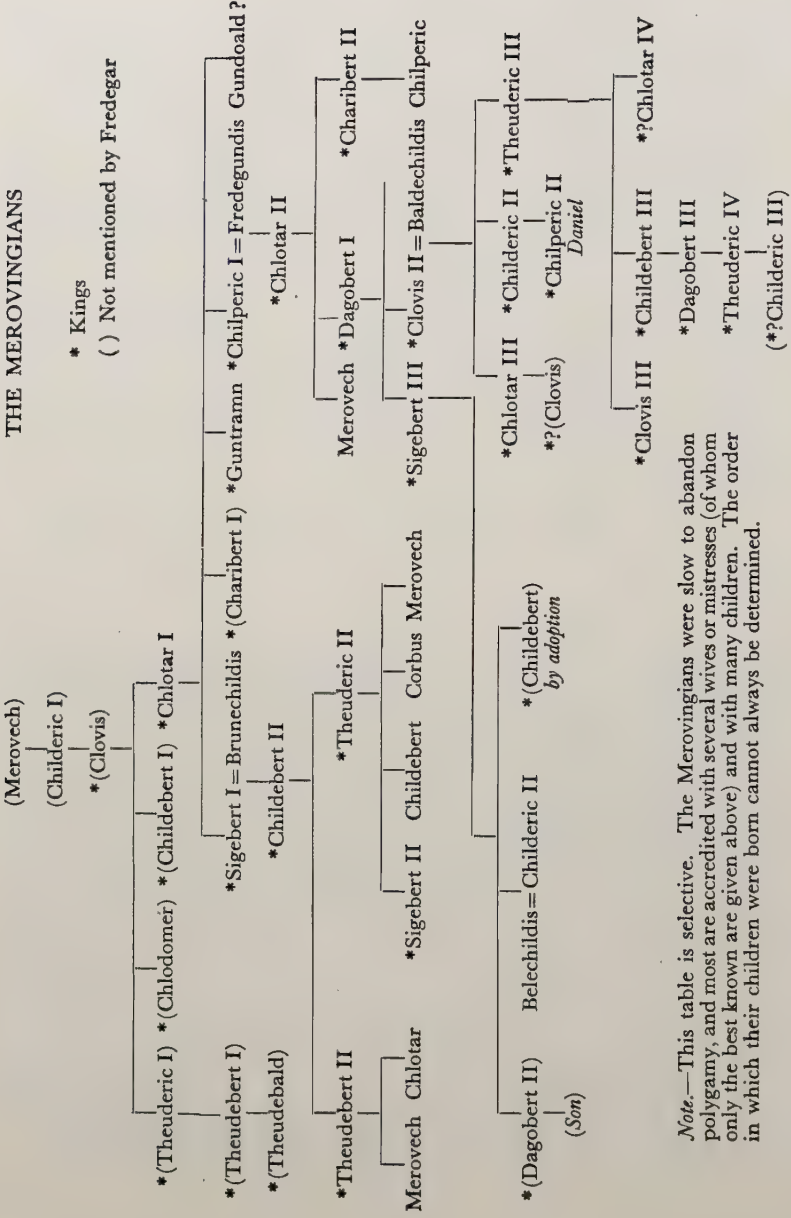 THE MEROVINGIANS
* Kings
( ) Not mentioned by Fredegar
(Merovech)
(Childeric I)
*(Clovis)
*(Theuderic I) *(Chlodomer) *(Childebert I) *Chlotar I
*(Theudebert I)
*(Theudebald)
*Sigebert I = Brunechildis *(Charibert I) *Guntramn *Chilperic I = Fredegundis Gundoald ?
*Childebert II
*Chlotar II
*Theudebert II *Theuderic II
Merovech *Dagobert I *Charibert II
Merovech Chlotar
*Sigebert II Childebert Corbus Merovech
*Sigebert III *Clovis II = Baldechildis Chilperic
*(Dagobert II) Belechildis = Childeric II *(Childebert)
by adoption
(Son)
*Chlotar III *Childeric II *Theuderic III
*?(Clovis) *Chilperic II
Daniel
*Clovis III *Childebert III *?Chlotar IV
*Dagobert III
*Theuderic IV
(*?Childeric III)
Note.—This table is selective. The Merovingians were slow to abandon
polygamy, and most are accredited with several wives or mistresses (of whom
only the best known are given above) and with many children. The order
in which their children were born cannot always be determined.